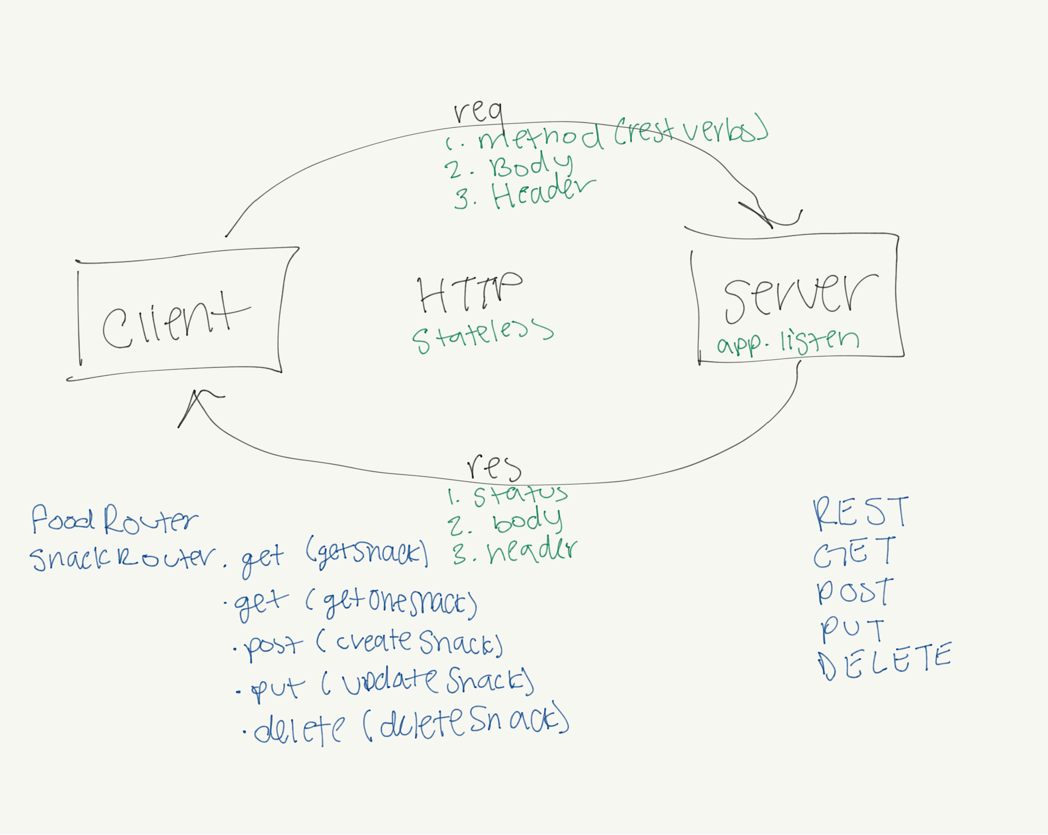 req
1. method (rest verbs)
2. Body
3. Header
client
HTTP
Stateless
server
app.listen
res
1. status
2. body
3. header
foodRouter
snackRouter.get (getsnack)
.get (getOneSnack)
.post (createSnack)
.put (updateSnack)
.delete (deleteSnack)
REST
GET
POST
PUT
DELETE